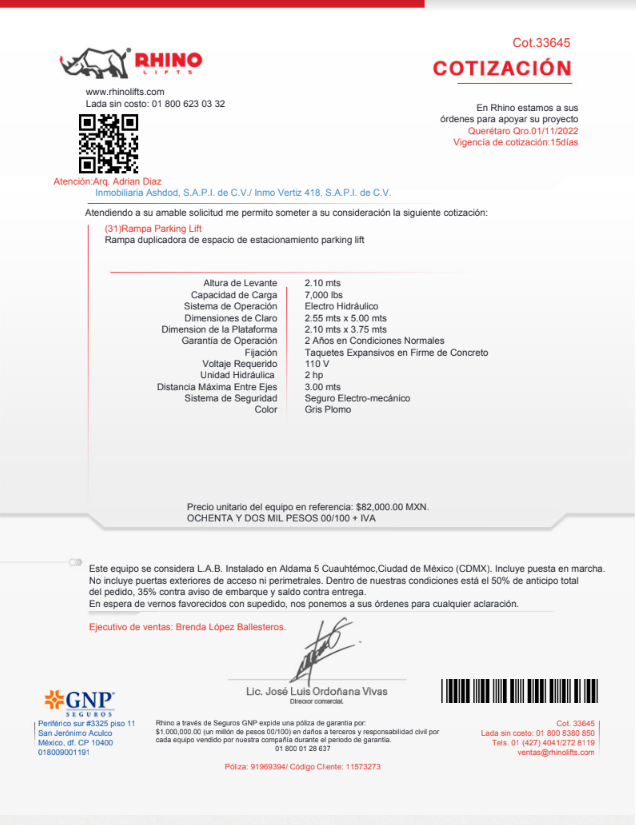 Cot.33645
RHINO
LIFTS
COTIZACIÓN
www.rhinolifts.com
Lada sin costo: 01 800 623 03 32
En Rhino estamos a sus
órdenes para apoyar su proyecto
Querétaro Qro.01/11/2022
Vigencia de cotización:15días
Atención:Arq. Adrian Diaz
Inmobiliaria Ashdod, S.A.P.I. de C.V./ Inmo Vertiz 418, S.A.P.I. de C.V.
Atendiendo a su amable solicitud me permito someter a su consideración la siguiente cotización:
(31)Rampa Parking Lift
Rampa duplicadora de espacio de estacionamiento parking lift
Altura de Levante 2.10 mts
Capacidad de Carga 7,000 lbs
Sistema de Operación Electro Hidráulico
Dimensiones de Claro 2.55 mts x 5.00 mts
Dimension de la Plataforma 2.10 mts x 3.75 mts
Garantía de Operación 2 Años en Condiciones Normales
Fijación Taquetes Expansivos en Firme de Concreto
Voltaje Requerido 110 V
Unidad Hidráulica 2 hp
Distancia Máxima Entre Ejes 3.00 mts
Sistema de Seguridad Seguro Electro-mecánico
Color Gris Plomo
Precio unitario del equipo en referencia: $82,000.00 MXN.
OCHENTA Y DOS MIL PESOS 00/100 + IVA
Este equipo se considera L.A.B. Instalado en Aldama 5 Cuauhtémoc,Ciudad de México (CDMX). Incluye puesta en marcha.
No incluye puertas exteriores de acceso ni perimetrales. Dentro de nuestras condiciones está el 50% de anticipo total
del pedido, 35% contra aviso de embarque y saldo contra entrega.
En espera de vernos favorecidos con supedido, nos ponemos a sus órdenes para cualquier aclaración.
Ejecutivo de ventas: Brenda López Ballesteros.
Lic. José Luis Ordoñana Vivas
Director comercial.
GNP
SEGUROS
Periférico sur #3325 piso 11
San Jerónimo Aculco
México, df. CP 10400
018009001191
Rhino a través de Seguros GNP expide una póliza de garantia por:
$1.000,000.00 (un millón de pesos 00/100) en daños a terceros y responsabilidad civil por
cada equipo vendido por nuestra compañía durante el periodo de garantia.
01 800 01 28 637
Póliza: 91969394/ Código Cliente: 11573273
Cot. 33645
Lada sin costo: 01 800 8380 850
Tels. 01 (427) 4041/272 8119
ventas@rhinolifts.com